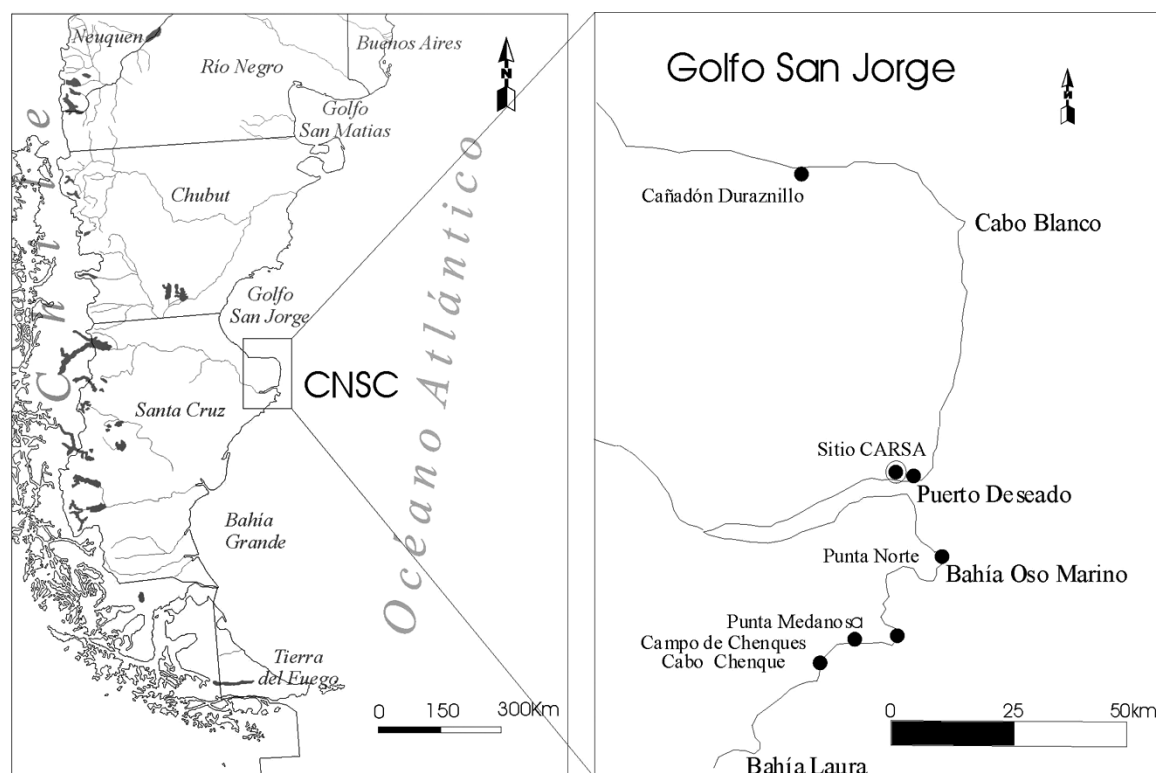 Neuquen
Buenos Aires
Río Negro
N
Golfo
San Matias
Chubut
Chile
Golfo
San Jorge
CNSC
Oceano Atlántico
Santa Cruz
Bahía
Grande
Tierra
del Fuego
0 150 300Km
Golfo San Jorge
N
Cañadón Duraznillo
Cabo Blanco
Sitio CARSA
Puerto Deseado
Punta Norte
Bahía Oso Marino
Punta Medanosa
Campo de Chenques
Cabo Chenque
0 25 50km
Bahía Laura